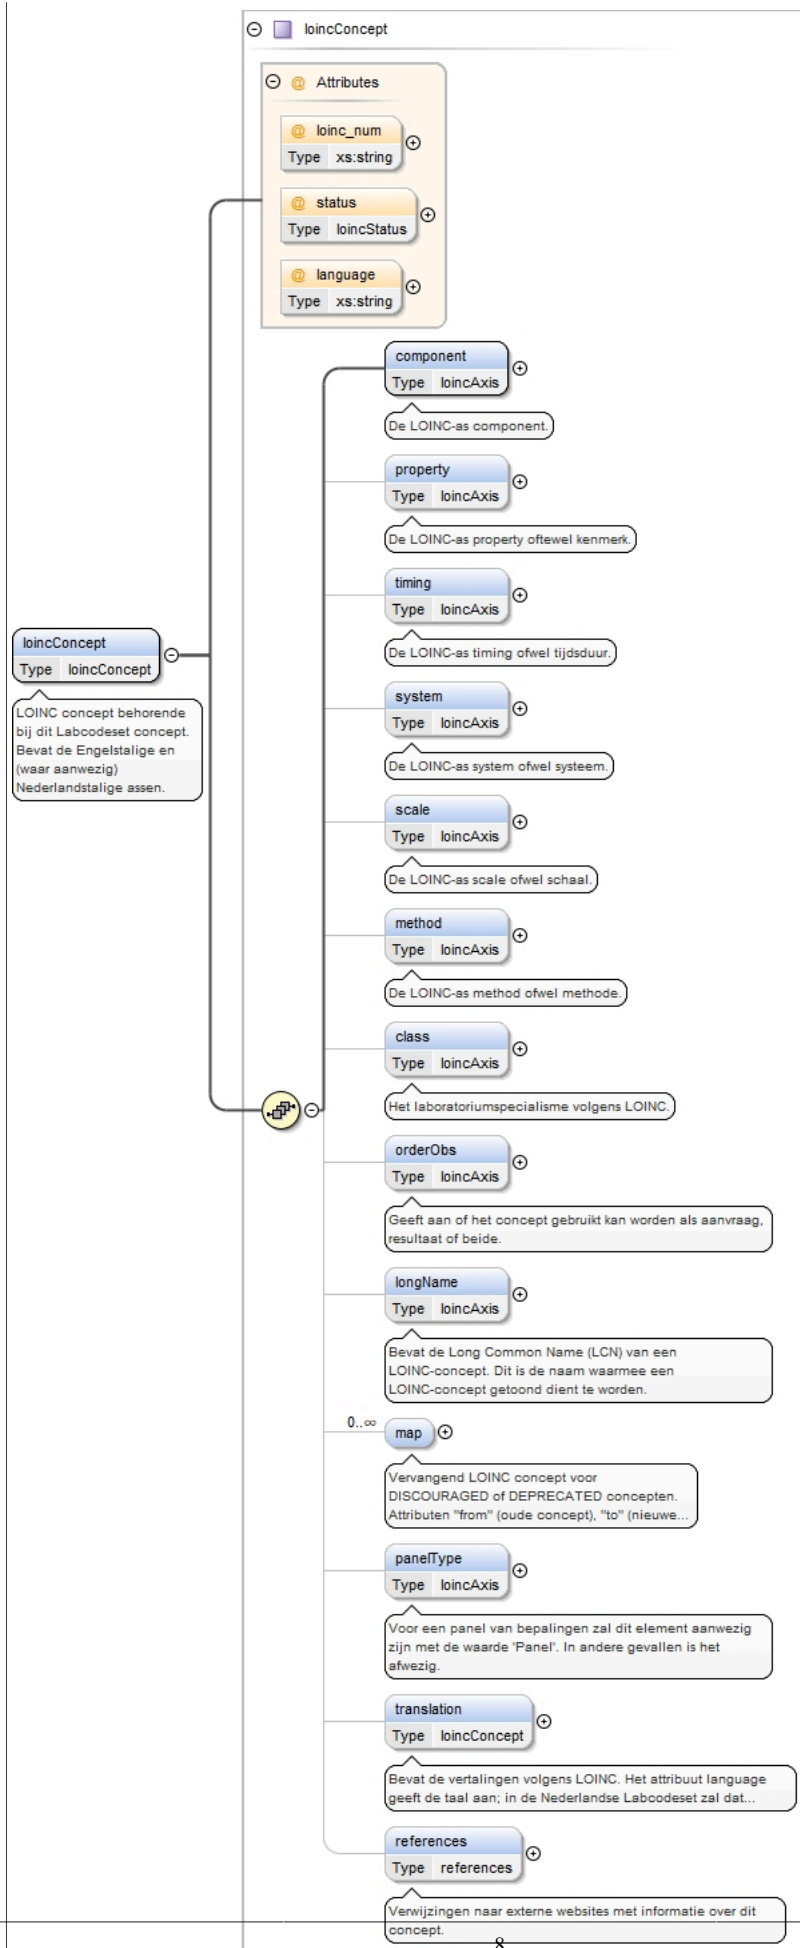 loincConcept
@ Attributes
@ loinc_num
Type xs:string
@ status
Type loincStatus
@ language
Type xs:string
component
Type loincAxis
De LOINC-as component.
property
Type loincAxis
De LOINC-as property oftewel kenmerk.
timing
Type loincAxis
De LOINC-as timing ofwel tijdsduur.
loincConcept
Type loincConcept
LOINC concept behorende
bij dit Labcodeset concept.
Bevat de Engelstalige en
(waar aanwezig)
Nederlandstalige assen.
system
Type loincAxis
De LOINC-as system ofwel systeem.
scale
Type loincAxis
De LOINC-as scale ofwel schaal.
method
Type loincAxis
De LOINC-as method ofwel methode.
class
Type loincAxis
Het laboratoriumspecialisme volgens LOINC.
orderObs
Type loincAxis
Geeft aan of het concept gebruikt kan worden als aanvraag,
resultaat of beide.
longName
Type loincAxis
Bevat de Long Common Name (LCN) van een
LOINC-concept. Dit is de naam waarmee een
LOINC-concept getoond dient te worden.
0..∞
map
Vervangend LOINC concept voor
DISCOURAGED of DEPRECATED concepten.
Attributen "from" (oude concept), "to" (nieuwe...
panelType
Type loincAxis
Voor een panel van bepalingen zal dit element aanwezig
zijn met de waarde 'Panel'. In andere gevallen is het
afwezig.
translation
Type loincConcept
Bevat de vertalingen volgens LOINC. Het attribuut language
geeft de taal aan; in de Nederlandse Labcodeset zal dat...
references
Type references
Verwijzingen naar externe websites met informatie over dit
concept.
8